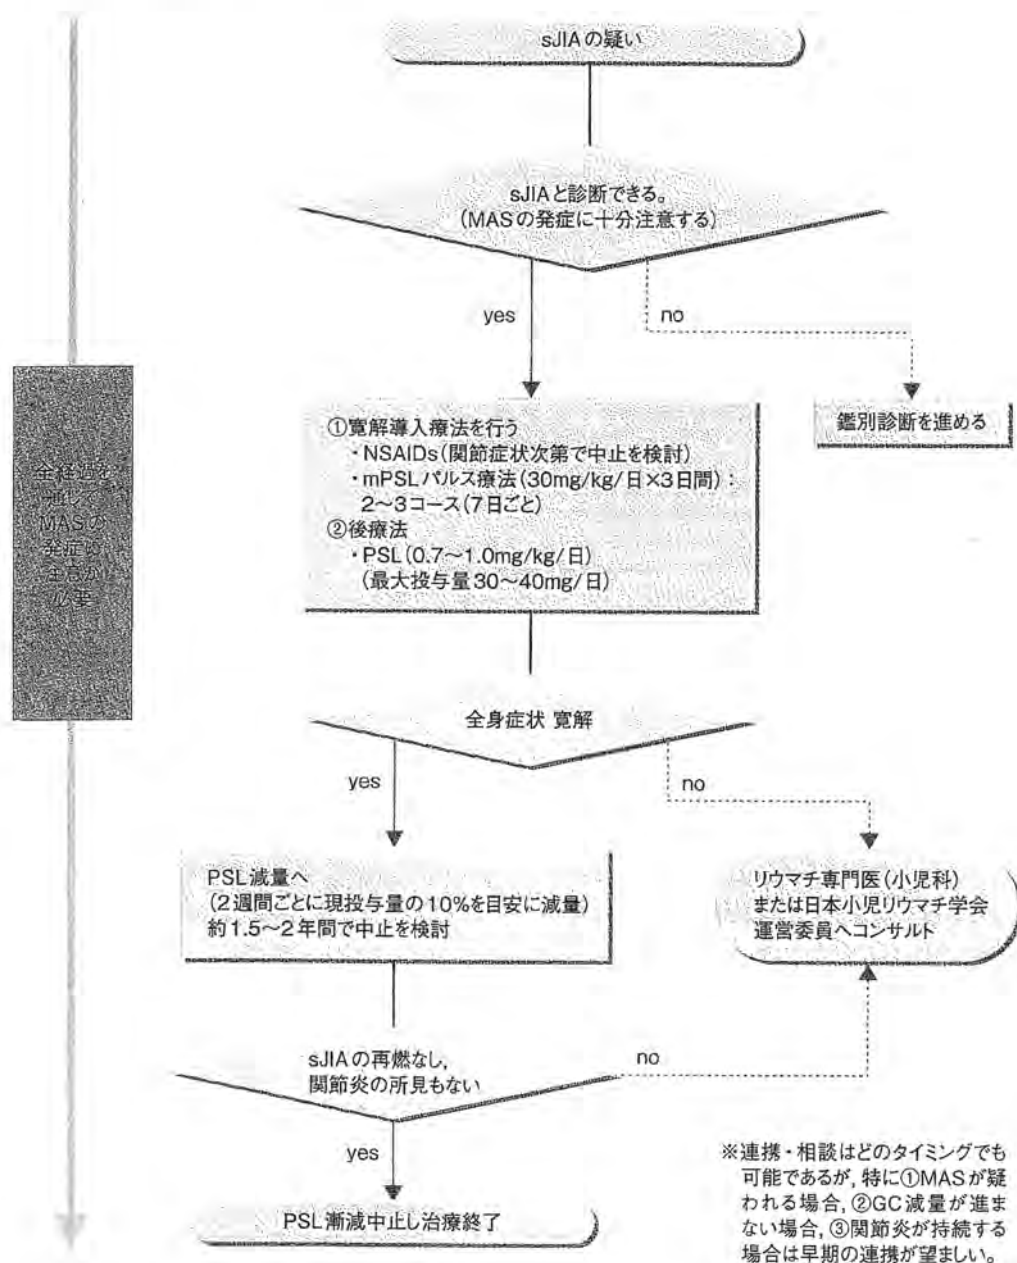 sJIAの疑い
sJIAと診断できる。
(MASの発症に十分注意する)
yes
no
①寛解導入療法を行う
・NSAIDs(関節症状次第で中止を検討)
・mPSLパルス療法(30mg/kg/日×3日間):
2～3コース(7日ごと)
②後療法
・PSL(0.7～1.0mg/kg/日)
(最大投与量30～40mg/日)
鑑別診断を進める
全経過を
通して
MASの
発症に
注意が
必要
全身症状 寛解
yes
no
PSL減量へ
(2週間ごとに現投与量の10%を目安に減量)
約1.5～2年間で中止を検討
リウマチ専門医(小児科)
または日本小児リウマチ学会
運営委員へコンサルト
sJIAの再燃なし,
関節炎の所見もない
no
yes
PSL漸減中止し治療終了
※連携・相談はどのタイミングでも
可能であるが, 特に①MASが疑
われる場合, ②GC減量が進ま
ない場合, ③関節炎が持続する
場合は早期の連携が望ましい。